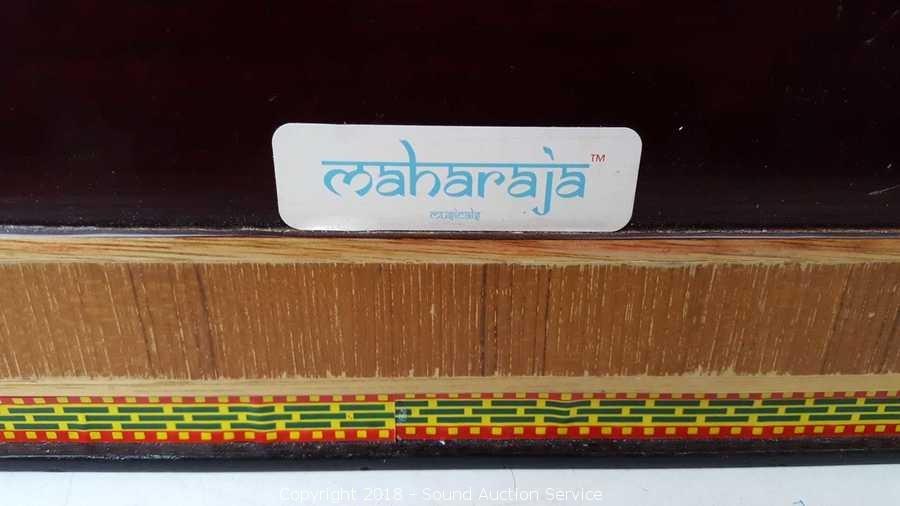 maharaja™
musicals
Copyright 2018 - Sound Auction Service